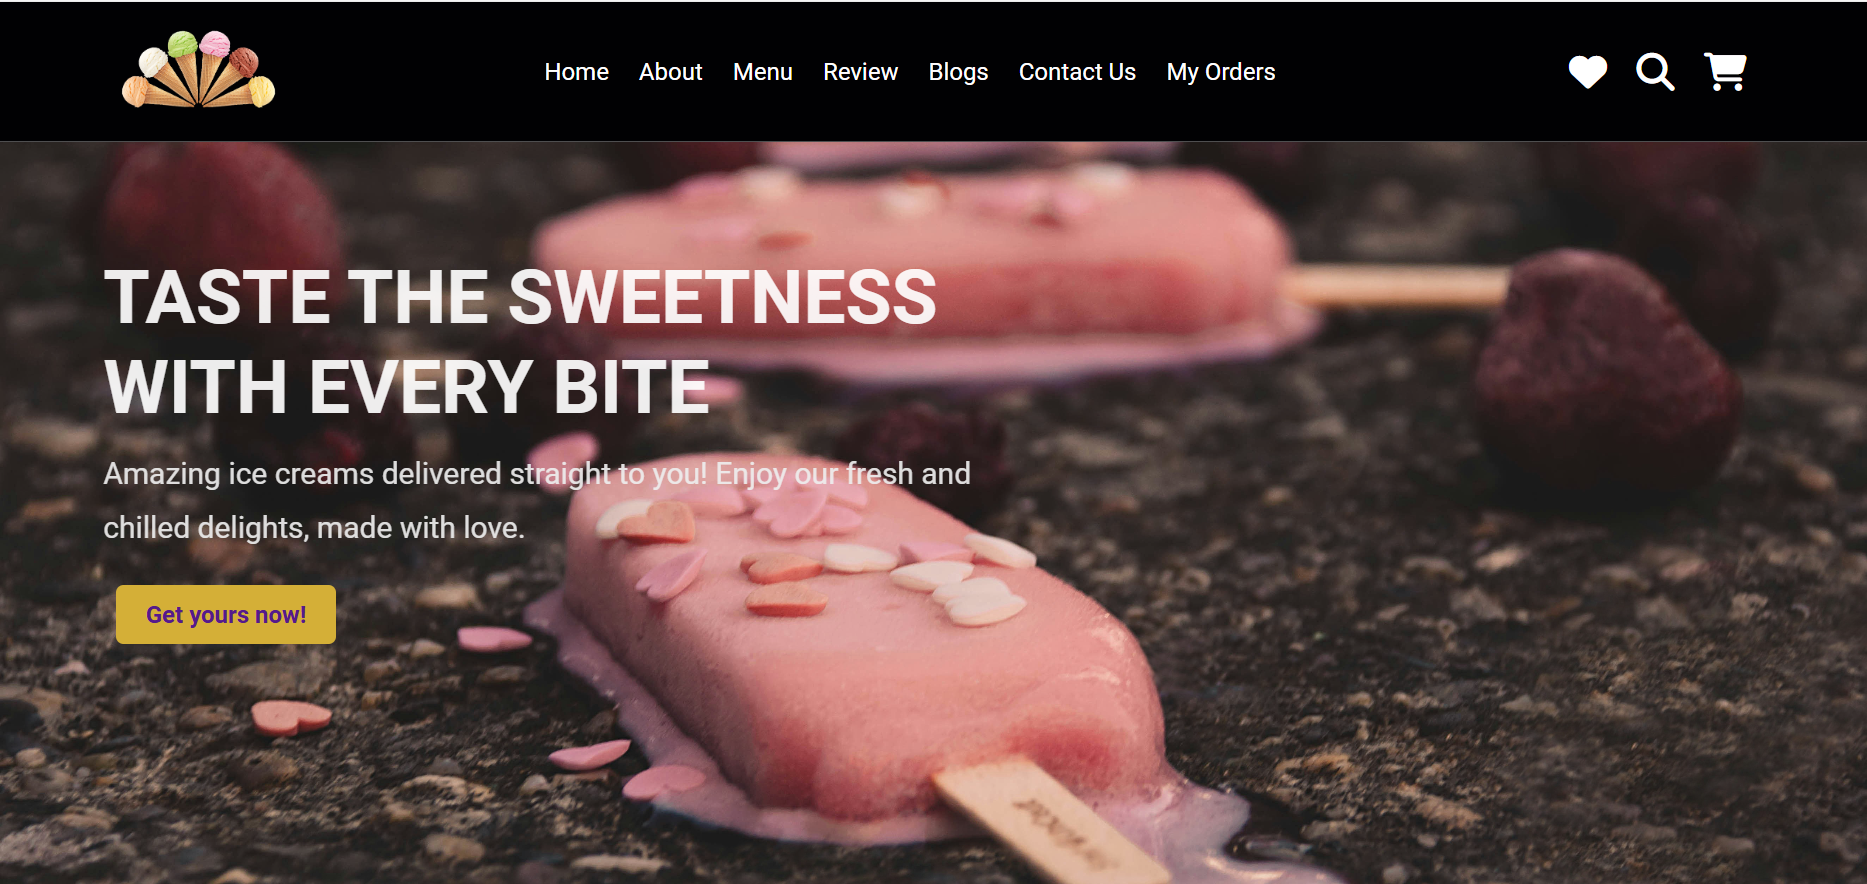 Home About Menu Review Blogs Contact Us My Orders
TASTE THE SWEETNESS
WITH EVERY BITE
Amazing ice creams delivered straight to you! Enjoy our fresh and
chilled delights, made with love.
Get yours now!